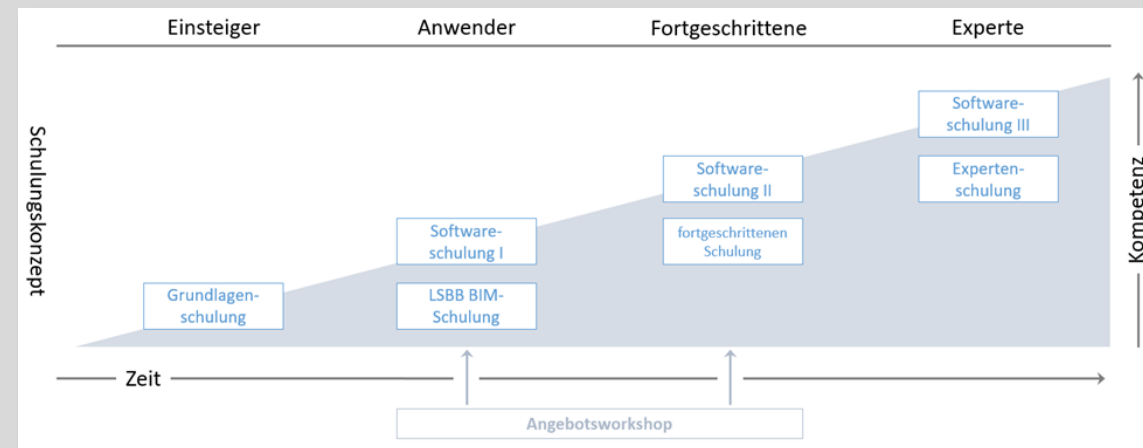 Einsteiger
Anwender
Fortgeschrittene
Experte
Schulungskonzept
Kompetenz
Software-
schulung III
Experten-
schulung
Software-
schulung II
fortgeschrittenen
Schulung
Software-
schulung I
LSBB BIM-
Schulung
Grundlagen-
schulung
Zeit
Angebotsworkshop